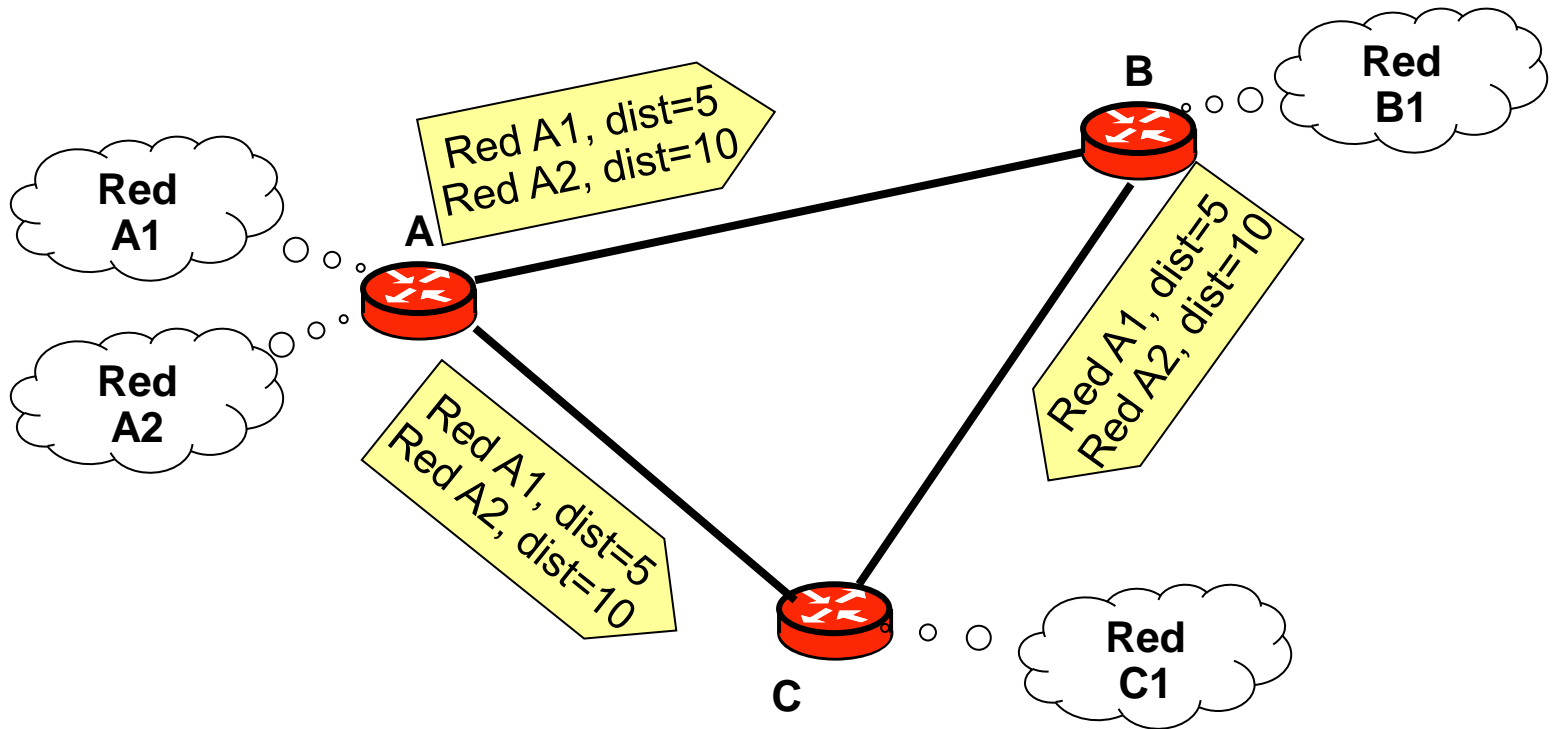 B
Red
B1
Red A1, dist=5
Red A2, dist=10
Red
A1
A
Red A1, dist=5
Red A2, dist=10
Red
A2
Red A1, dist=5
Red A2, dist=10
C
Red
C1